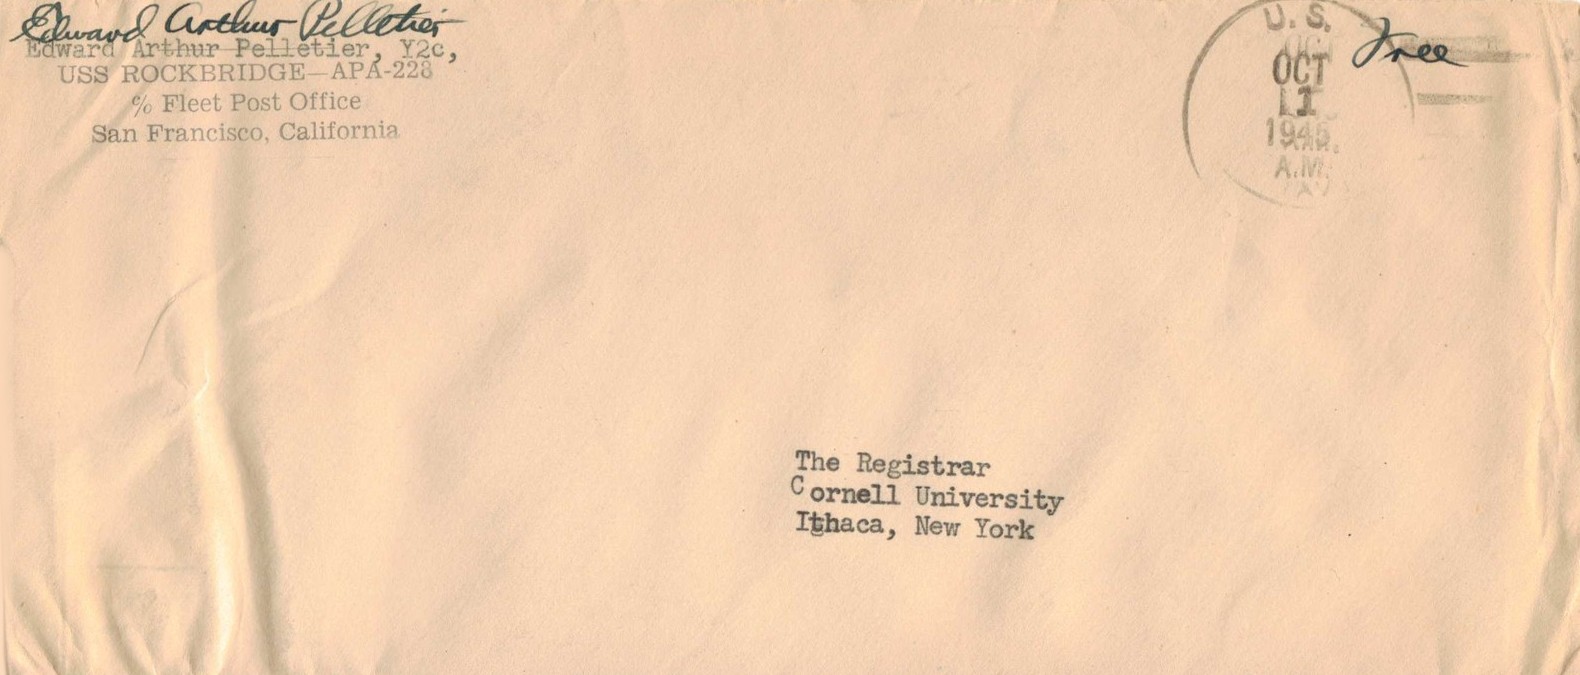 Edward Arthur Pelletier
Edward Arthur Pelletier, Y2c,
USS ROCKBRIDGE—APA-228
℅ Fleet Post Office
San Francisco, California
U. S.
OCT
1
1945
A.M.
Free
The Registrar
Cornell University
Ithaca, New York